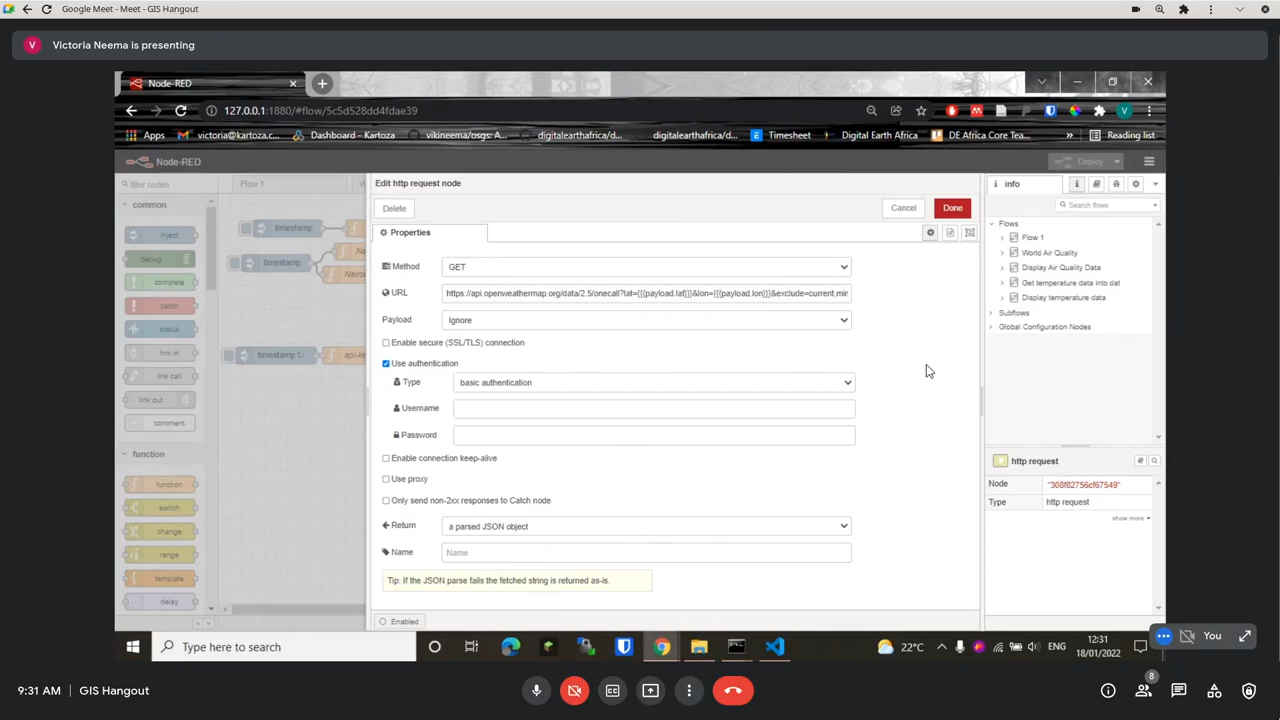 Google Meet - Meet - GIS Hangout
V Victoria Neema is presenting
Node-RED
127.0.0.1:1880/#flow/5c5d528dd4fdae39
V
Apps victoria@kartoza.c... Dashboard - Kartoza vikineema/osgs: A... digitalearthafrica/d... digitalearthafrica/d... Timesheet Digital Earth Africa DE Africa Core Tea... » Reading list
Node-RED Deploy
filter nodes Flow 1 Edit http request node i info
common
Delete Cancel Done Search flows
timestamp
inject Properties Flows
Flow 1
debug timestamp World Air Quality
Method GET Display Air Quality Data
complete Get temperature data into dat
URL https://api.openweathermap.org/data/2.5/onecall?lat={{{payload.lat}}}&lon={{{payload.lon}}}&exclude=current,mir
catch Display temperature data
Payload Ignore Subflows
status Global Configuration Nodes
Enable secure (SSL/TLS) connection
link in timestamp ↻
Use authentication
link call
Type basic authentication
link out
Username
comment
Password
function Enable connection keep-alive http request
Use proxy
function Node "308f82756cf67549"
Only send non-2xx responses to Catch node Type http request
switch show more
Return a parsed JSON object
change
Name Name
range
template Tip: If the JSON parse fails the fetched string is returned as-is.
delay
Enabled
You
Type here to search 22°C ENG 12:31
18/01/2022
9:31 AM GIS Hangout 8